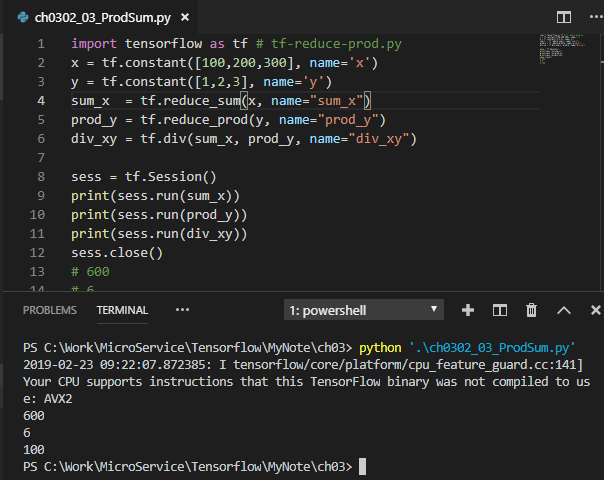 ch0302_03_ProdSum.py ×
1 import tensorflow as tf # tf-reduce-prod.py
2 x = tf.constant([100,200,300], name='x')
3 y = tf.constant([1,2,3], name='y')
4 sum_x  = tf.reduce_sum(x, name="sum_x")
5 prod_y = tf.reduce_prod(y, name="prod_y")
6 div_xy = tf.div(sum_x, prod_y, name="div_xy")
7
8 sess = tf.Session()
9 print(sess.run(sum_x))
10 print(sess.run(prod_y))
11 print(sess.run(div_xy))
12 sess.close()
13 # 600
14 # 6
PROBLEMS TERMINAL ••• 1: powershell
PS C:\Work\MicroService\Tensorflow\MyNote\ch03> python '.\ch0302_03_ProdSum.py'
2019-02-23 09:22:07.872385: I tensorflow/core/platform/cpu_feature_guard.cc:141]
Your CPU supports instructions that this TensorFlow binary was not compiled to us
e: AVX2
600
6
100
PS C:\Work\MicroService\Tensorflow\MyNote\ch03>